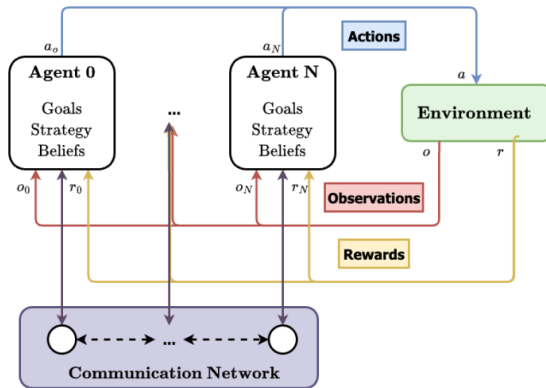 a_o
a_N
Actions
Agent 0
Goals
Strategy
Beliefs
...
Agent N
Goals
Strategy
Beliefs
a
Environment
o
r
o_0
r_0
o_N
r_N
Observations
Rewards
...
Communication Network